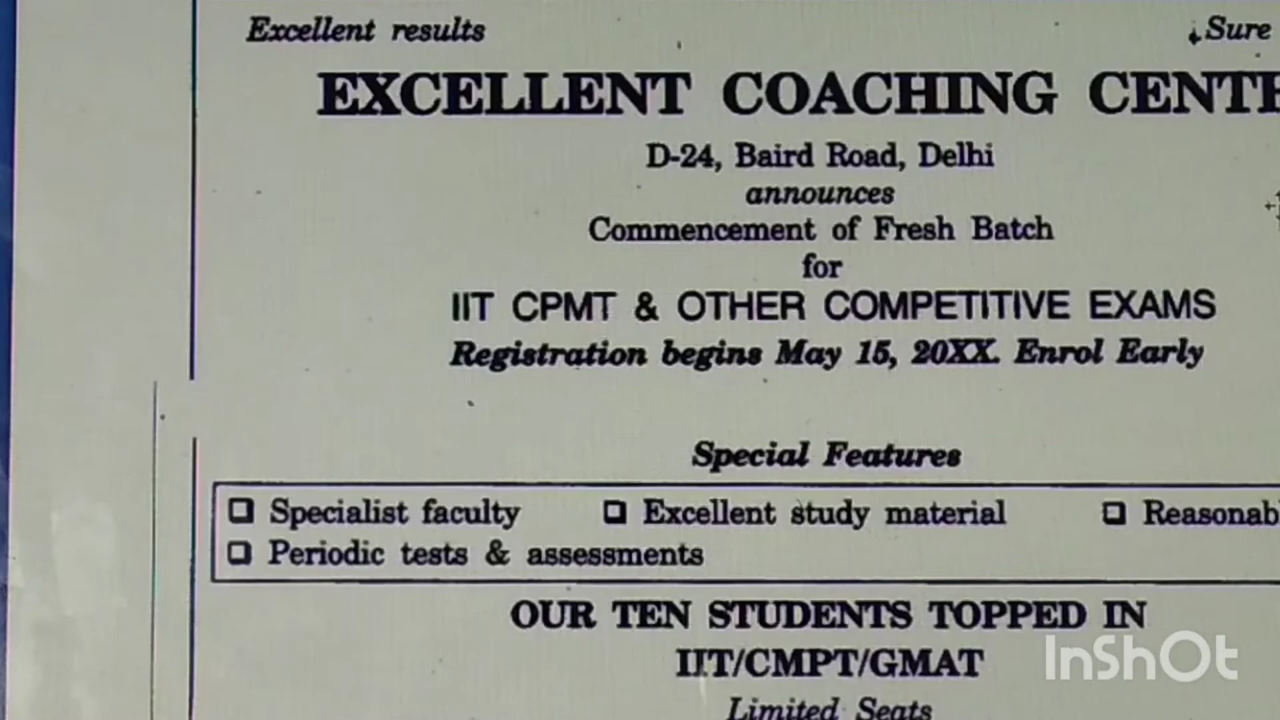 Excellent results Sure
EXCELLENT COACHING
D-24, Baird Road, Delhi
announces
Commencement of Fresh Batch
for
IIT CPMT & OTHER COMPETITIVE EXAMS
Registration begins May 15, 20XX. Enrol Early
Special Features
❑ Specialist faculty ❑ Excellent study material ❑
❑ Periodic tests & assessments
OUR TEN STUDENTS TOPPED IN
IIT/CMPT/GMAT
Limited Seats
InShOt